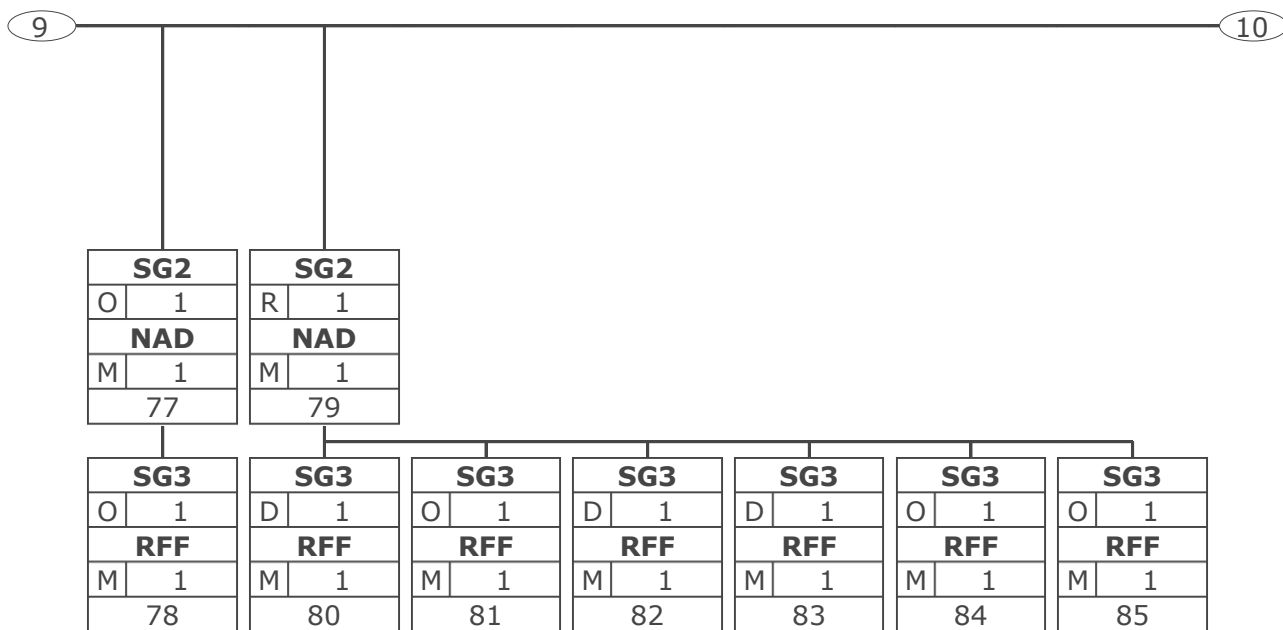 9 10
SG2 SG2
O 1 R 1
NAD NAD
M 1 M 1
77 79
SG3 SG3 SG3 SG3 SG3 SG3 SG3
O 1 D 1 O 1 D 1 D 1 O 1 O 1
RFF RFF RFF RFF RFF RFF RFF
M 1 M 1 M 1 M 1 M 1 M 1 M 1
78 80 81 82 83 84 85